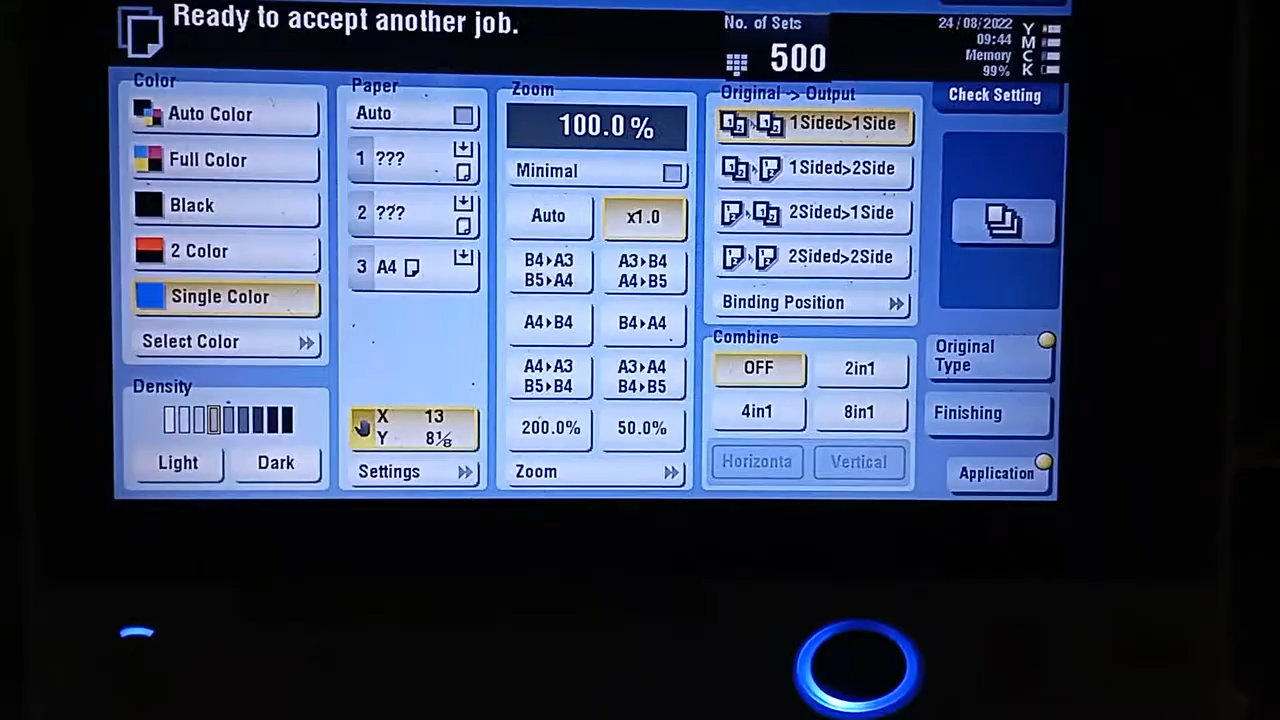 Ready to accept another job.
No. of Sets
500
24/08/2022
09:44
Memory
99%
Y
M
C
K
Color
Auto Color
Full Color
Black
2 Color
Single Color
Select Color
Density
Light
Dark
Paper
Auto
1 ???
2 ???
3 A4
X 13
Y 8⅛
Settings
Zoom
100.0%
Minimal
Auto
x1.0
B4▸A3
B5▸A4
A3▸B4
A4▸B5
A4▸B4
B4▸A4
A4▸A3
B5▸B4
A3▸A4
B4▸B5
200.0%
50.0%
Zoom
Original -> Output
1Sided>1Side
1Sided>2Side
2Sided>1Side
2Sided>2Side
Binding Position
Combine
OFF
2in1
4in1
8in1
Horizonta
Vertical
Check Setting
Original
Type
Finishing
Application